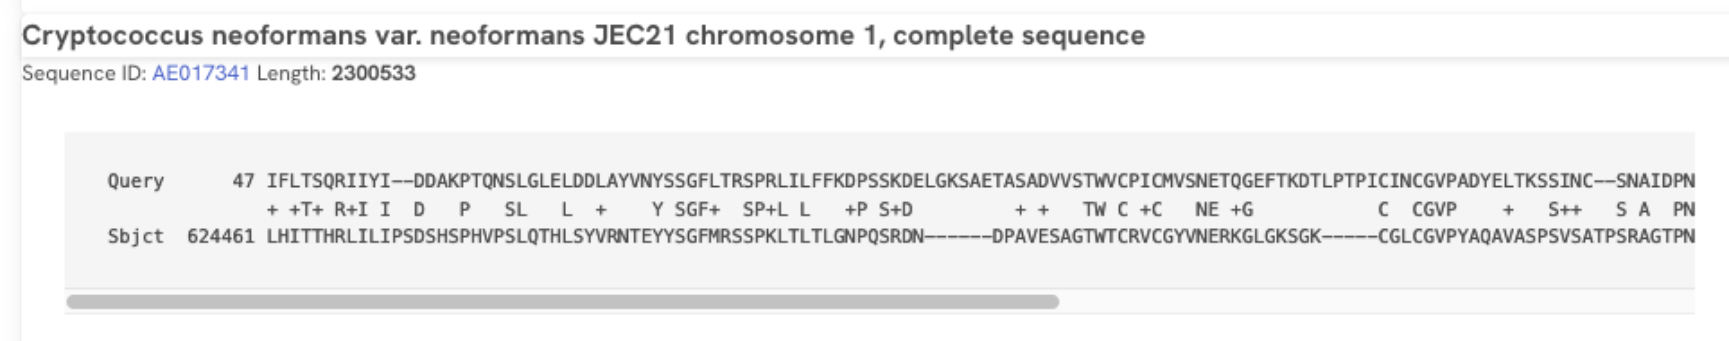 Cryptococcus neoformans var. neoformans JEC21 chromosome 1, complete sequence
Sequence ID: AE017341 Length: 2300533
Query      47 IFLTSQRIIYI––DDAKPTQNSLGLELDDLAYVNYSSGFLTRSPRLILFFKDPSSKDELGKSAETASADVVSTWVCPICMVSNETQGEFTKDTLPTPICINCGVPADYELTKSSINC––SNAIDPN
              + +T+ R+I I  D   P   SL   L  +    Y SGF+  SP+L L   +P S+D         + +   TW C +C   NE +G           C  CGVP    +   S++   S A  PN
Sbjct  624461 LHITTHRLILIPSDSHSPHVPSLQTHLSYVRNTEYYSGFMRSSPKLTLTLGNPQSRDN––––––DPAVESAGTWTCRVCGYVNERKGLGKSGK–––––CGLCGVPYAQAVASPSVSATPSRAGTPN